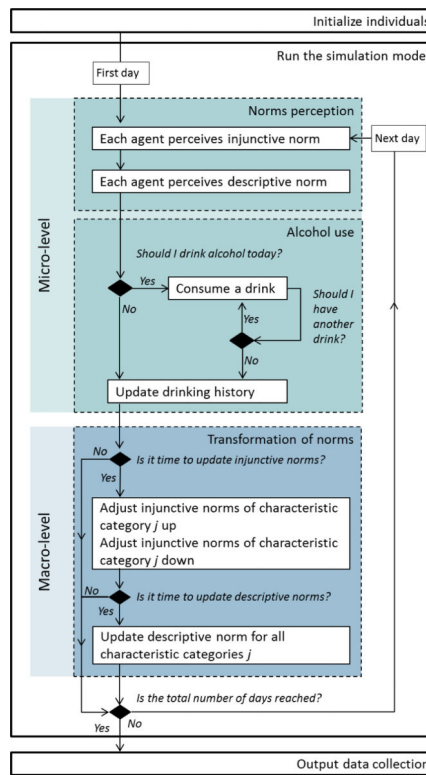 Initialize individuals
Run the simulation mode
First day
Norms perception
Each agent perceives injunctive norm
Next day
Each agent perceives descriptive norm
Micro-level
Alcohol use
Should I drink alcohol today?
Yes
Consume a drink
Should I
have
another
drink?
No
Yes
No
Update drinking history
Transformation of norms
No
Is it time to update injunctive norms?
Yes
Macro-level
Adjust injunctive norms of characteristic
category j up
Adjust injunctive norms of characteristic
category j down
No
Is it time to update descriptive norms?
Yes
Update descriptive norm for all
characteristic categories j
Is the total number of days reached?
Yes
No
Output data collection